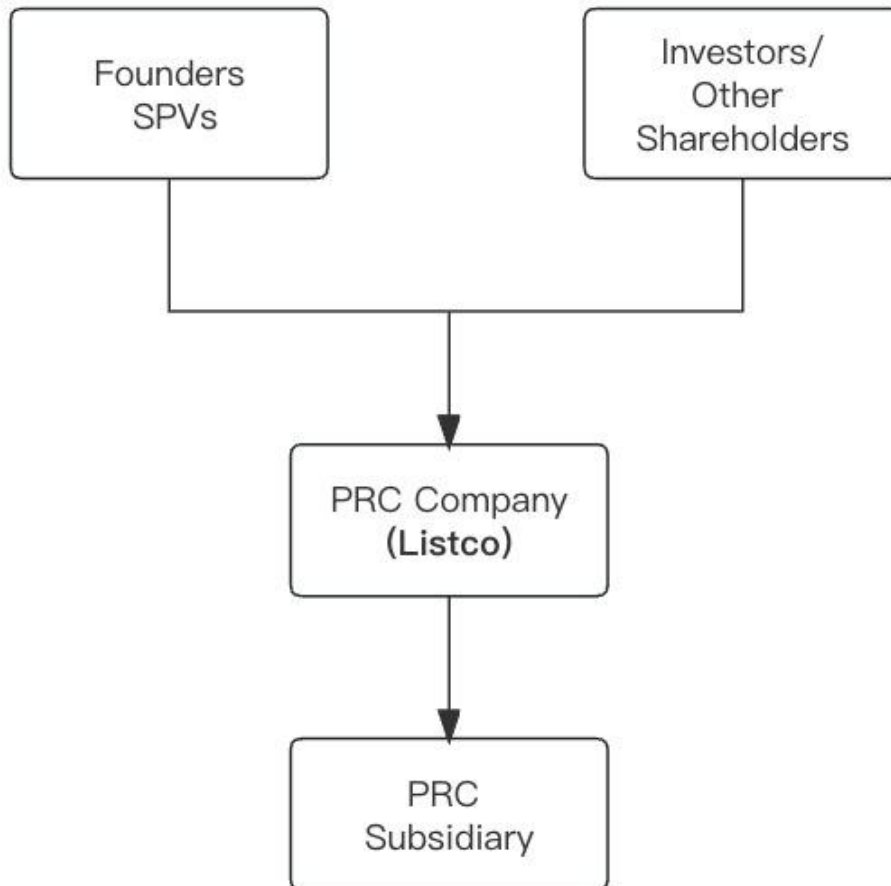 Founders
SPVs
Investors/
Other
Shareholders
PRC Company
(Listco)
PRC
Subsidiary